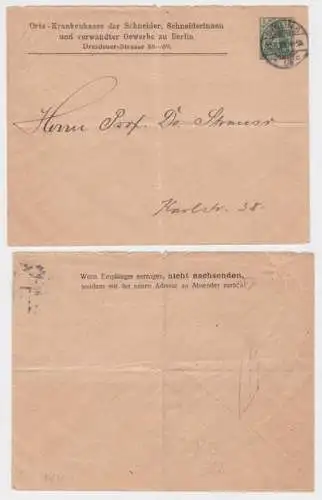 Orts-Krankenkasse der Schneider, Schneiderinnen
und verwandter Gewerbe zu Berlin
Dresdener-Strasse
Herrn Prof. Dr. Strauss
Karlstr. 38.
Wenn Empfänger verzogen, nicht nachsenden,
sondern mit der neuen Adresse an Absender zurück!